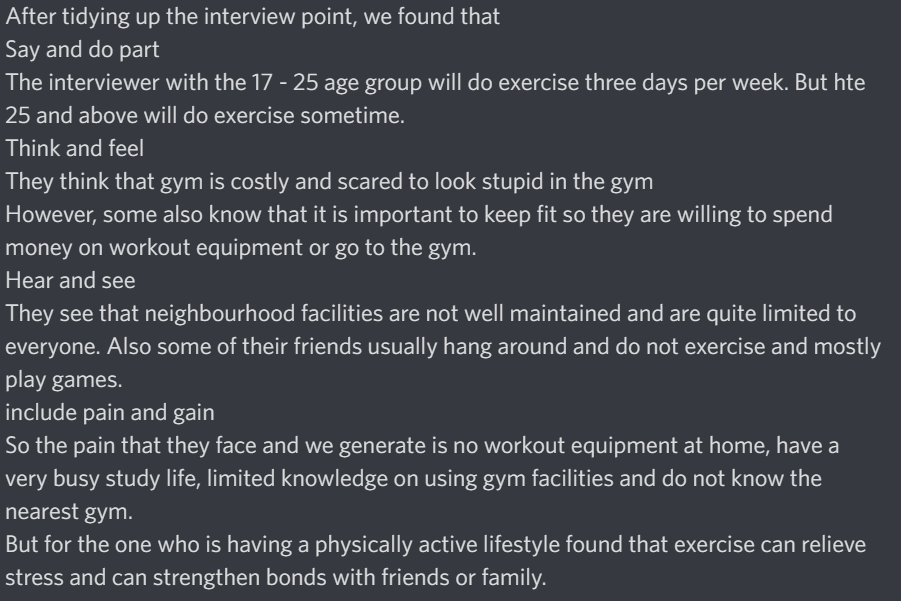 After tidying up the interview point, we found that
Say and do part
The interviewer with the 17 - 25 age group will do exercise three days per week. But hte
25 and above will do exercise sometime.
Think and feel
They think that gym is costly and scared to look stupid in the gym
However, some also know that it is important to keep fit so they are willing to spend
money on workout equipment or go to the gym.
Hear and see
They see that neighbourhood facilities are not well maintained and are quite limited to
everyone. Also some of their friends usually hang around and do not exercise and mostly
play games.
include pain and gain
So the pain that they face and we generate is no workout equipment at home, have a
very busy study life, limited knowledge on using gym facilities and do not know the
nearest gym.
But for the one who is having a physically active lifestyle found that exercise can relieve
stress and can strengthen bonds with friends or family.